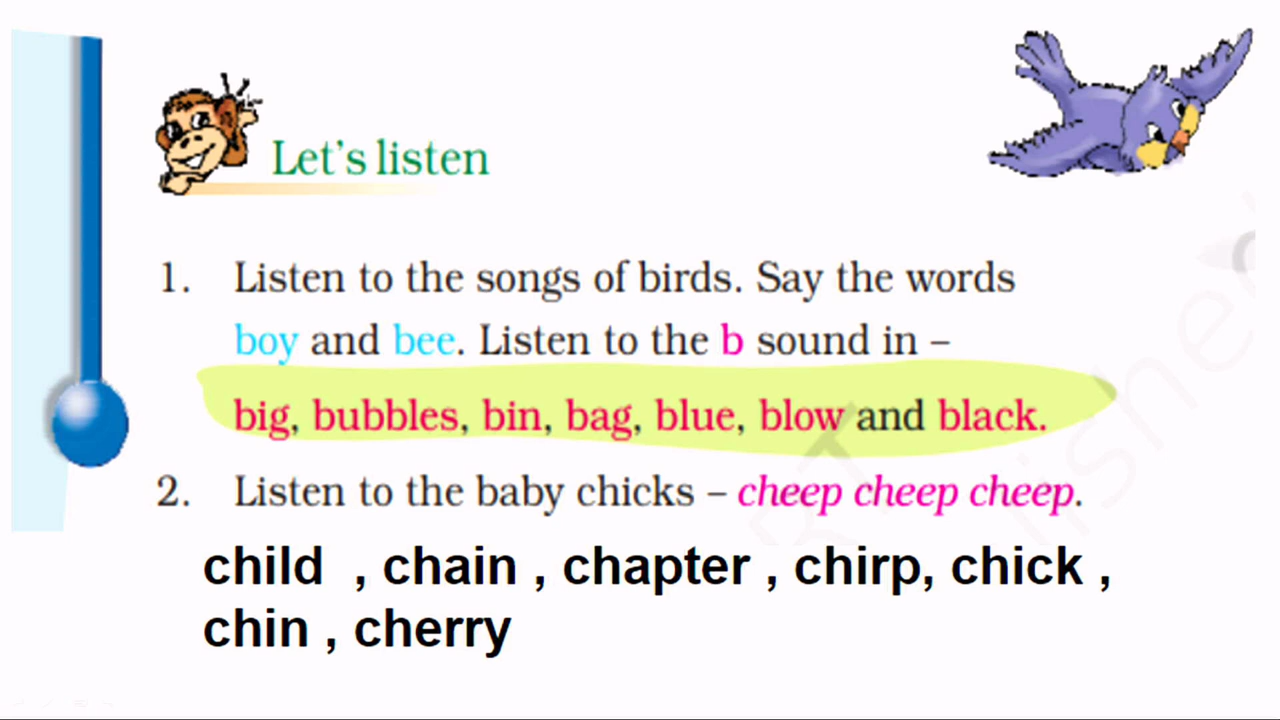 Let's listen
1. Listen to the songs of birds. Say the words
boy and bee. Listen to the b sound in –
big, bubbles, bin, bag, blue, blow and black.
2. Listen to the baby chicks – cheep cheep cheep.
child , chain , chapter , chirp, chick ,
chin , cherry